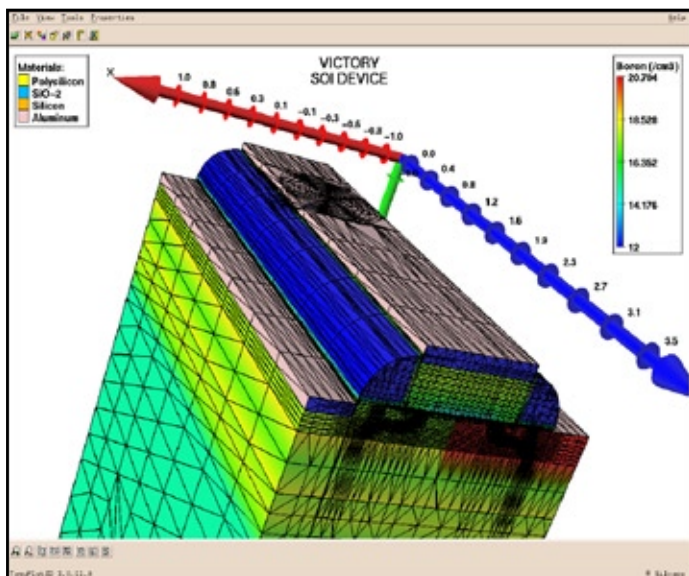 File View Tools Properties Help
VICTORY
SOI DEVICE
Materials:
Polysilicon
SiO-2
Silicon
Aluminum
X
1.0
0.8
0.6
0.3
0.1
-0.1
-0.3
-0.6
-0.8
-1.0
0.0
0.4
0.8
1.2
1.6
1.9
2.3
2.7
3.1
3.5
Boron (/cm3)
20.704
18.528
16.352
14.176
12